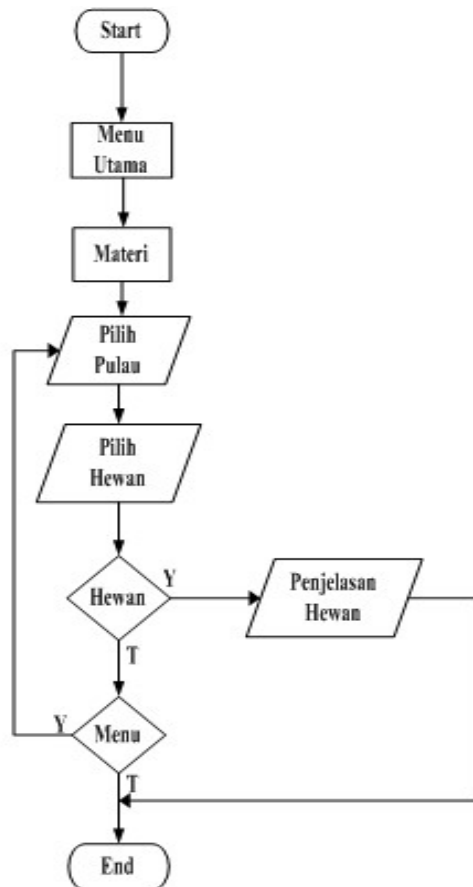 Start
Menu
Utama
Materi
Pilih
Pulau
Pilih
Hewan
Hewan
Y
Penjelasan
Hewan
T
Menu
Y
T
End